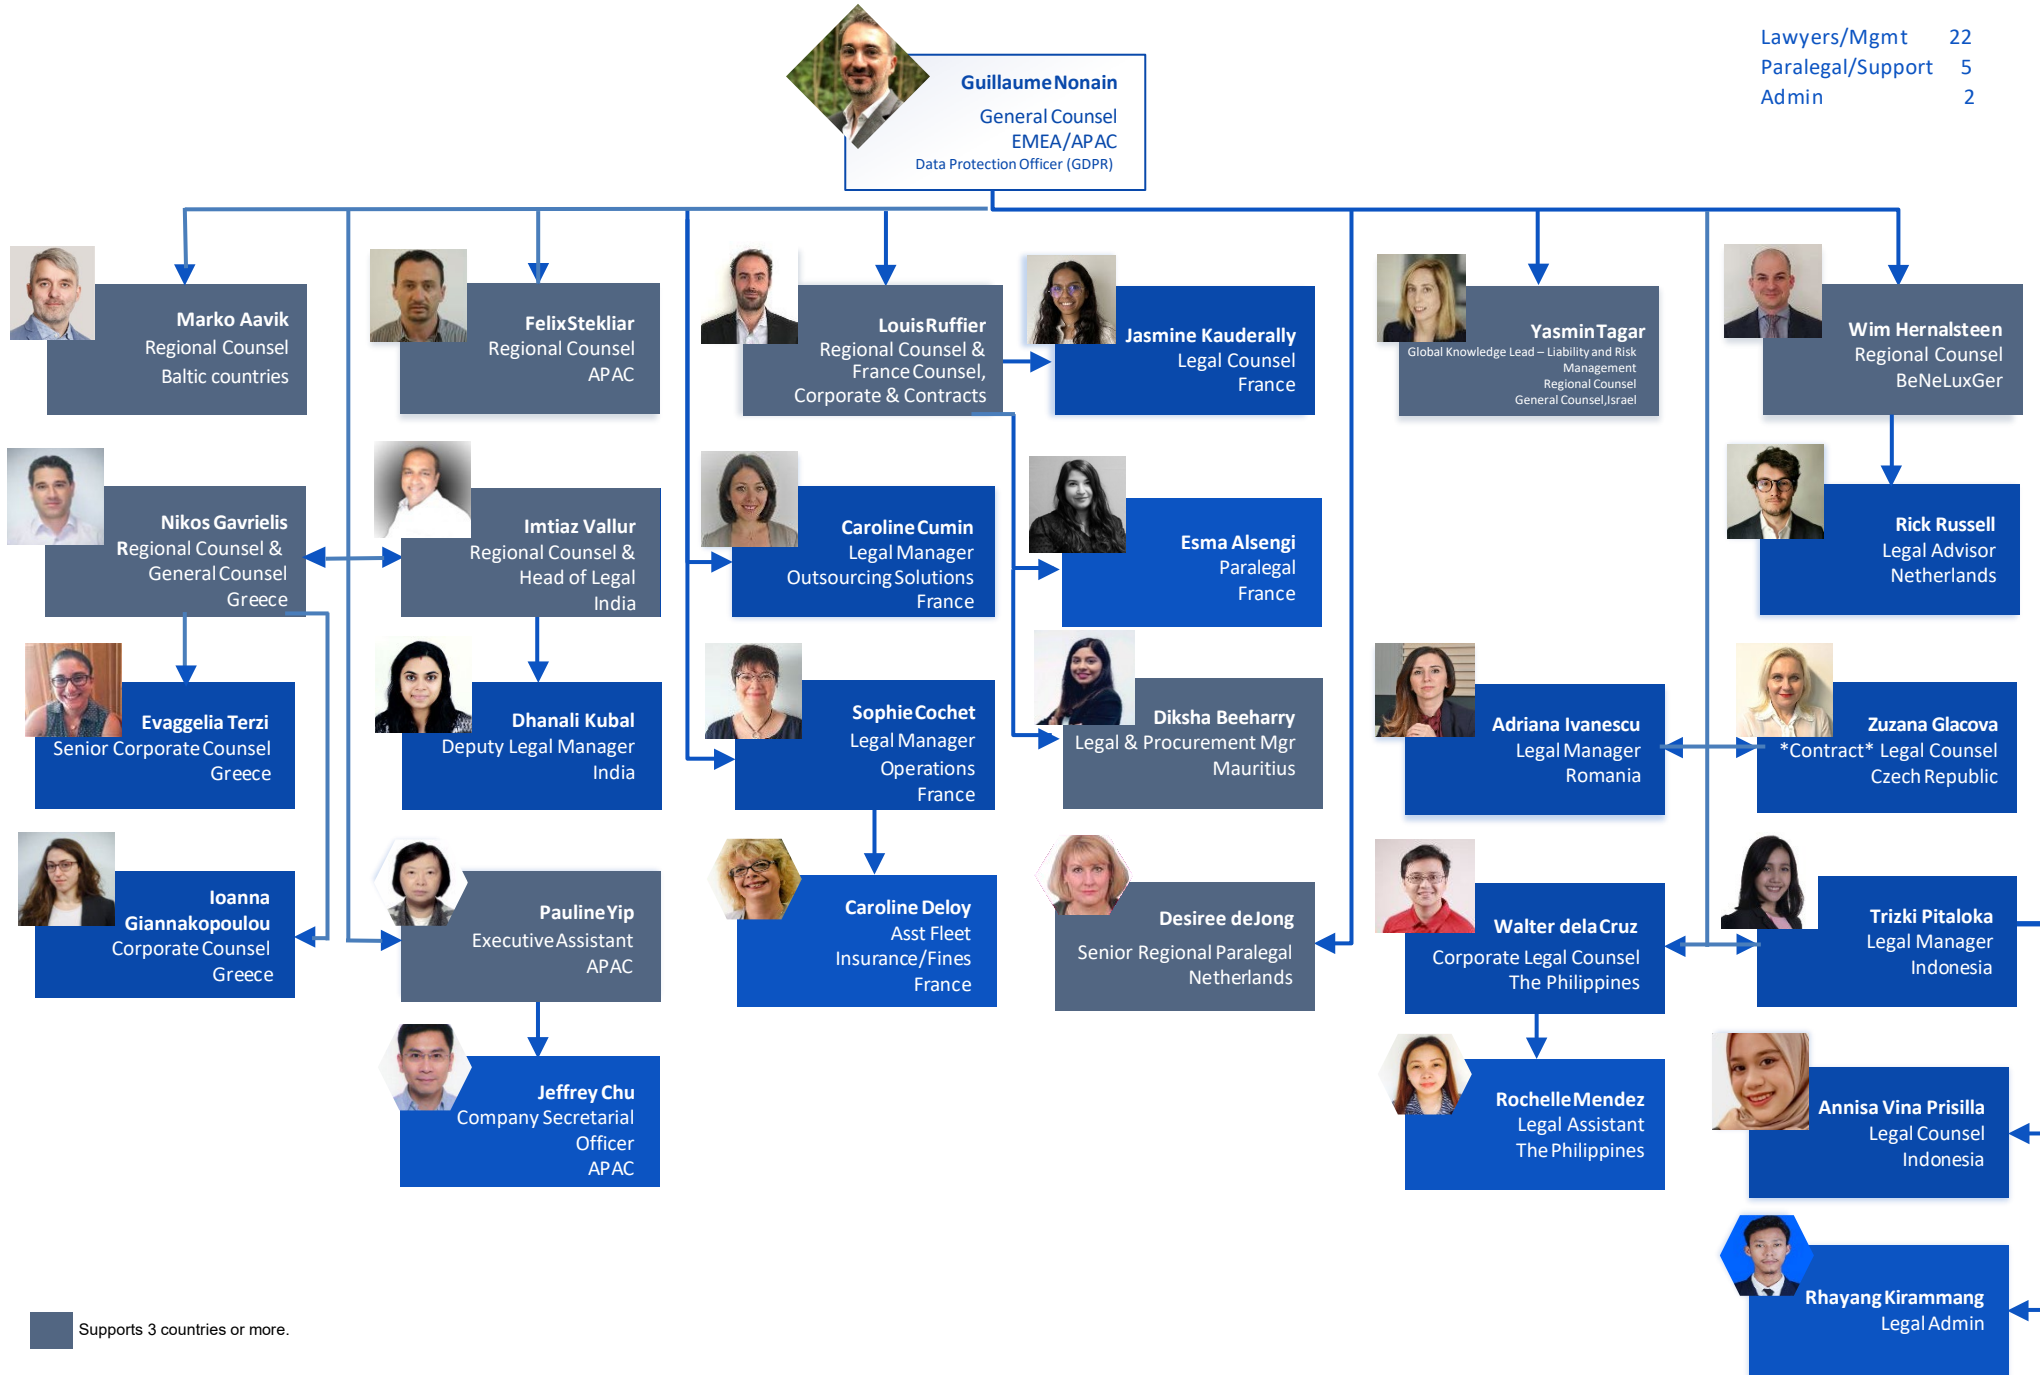 Lawyers/Mgmt 22
Paralegal/Support 5
Admin 2
Guillaume Nonain
General Counsel
EMEA/APAC
Data Protection Officer (GDPR)
Marko Aavik
Regional Counsel
Baltic countries
Felix Stekliar
Regional Counsel
APAC
Louis Ruffier
Regional Counsel &
France Counsel,
Corporate & Contracts
Jasmine Kauderally
Legal Counsel
France
Yasmin Tagar
Global Knowledge Lead – Liability and Risk
Management
Regional Counsel
General Counsel,Israel
Wim Hernalsteen
Regional Counsel
BeNeLuxGer
Nikos Gavrielis
Regional Counsel &
General Counsel
Greece
Imtiaz Vallur
Regional Counsel &
Head of Legal
India
Caroline Cumin
Legal Manager
Outsourcing Solutions
France
Esma Alsengi
Paralegal
France
Rick Russell
Legal Advisor
Netherlands
Evaggelia Terzi
Senior Corporate Counsel
Greece
Dhanali Kubal
Deputy Legal Manager
India
Sophie Cochet
Legal Manager
Operations
France
Diksha Beeharry
Legal & Procurement Mgr
Mauritius
Adriana Ivanescu
Legal Manager
Romania
Zuzana Glacova
*Contract* Legal Counsel
Czech Republic
Ioanna
Giannakopoulou
Corporate Counsel
Greece
Pauline Yip
Executive Assistant
APAC
Caroline Deloy
Asst Fleet
Insurance/Fines
France
Desiree deJong
Senior Regional Paralegal
Netherlands
Walter dela Cruz
Corporate Legal Counsel
The Philippines
Trizki Pitaloka
Legal Manager
Indonesia
Jeffrey Chu
Company Secretarial
Officer
APAC
Rochelle Mendez
Legal Assistant
The Philippines
Annisa Vina Prisilla
Legal Counsel
Indonesia
Rhayang Kirammang
Legal Admin
Supports 3 countries or more.